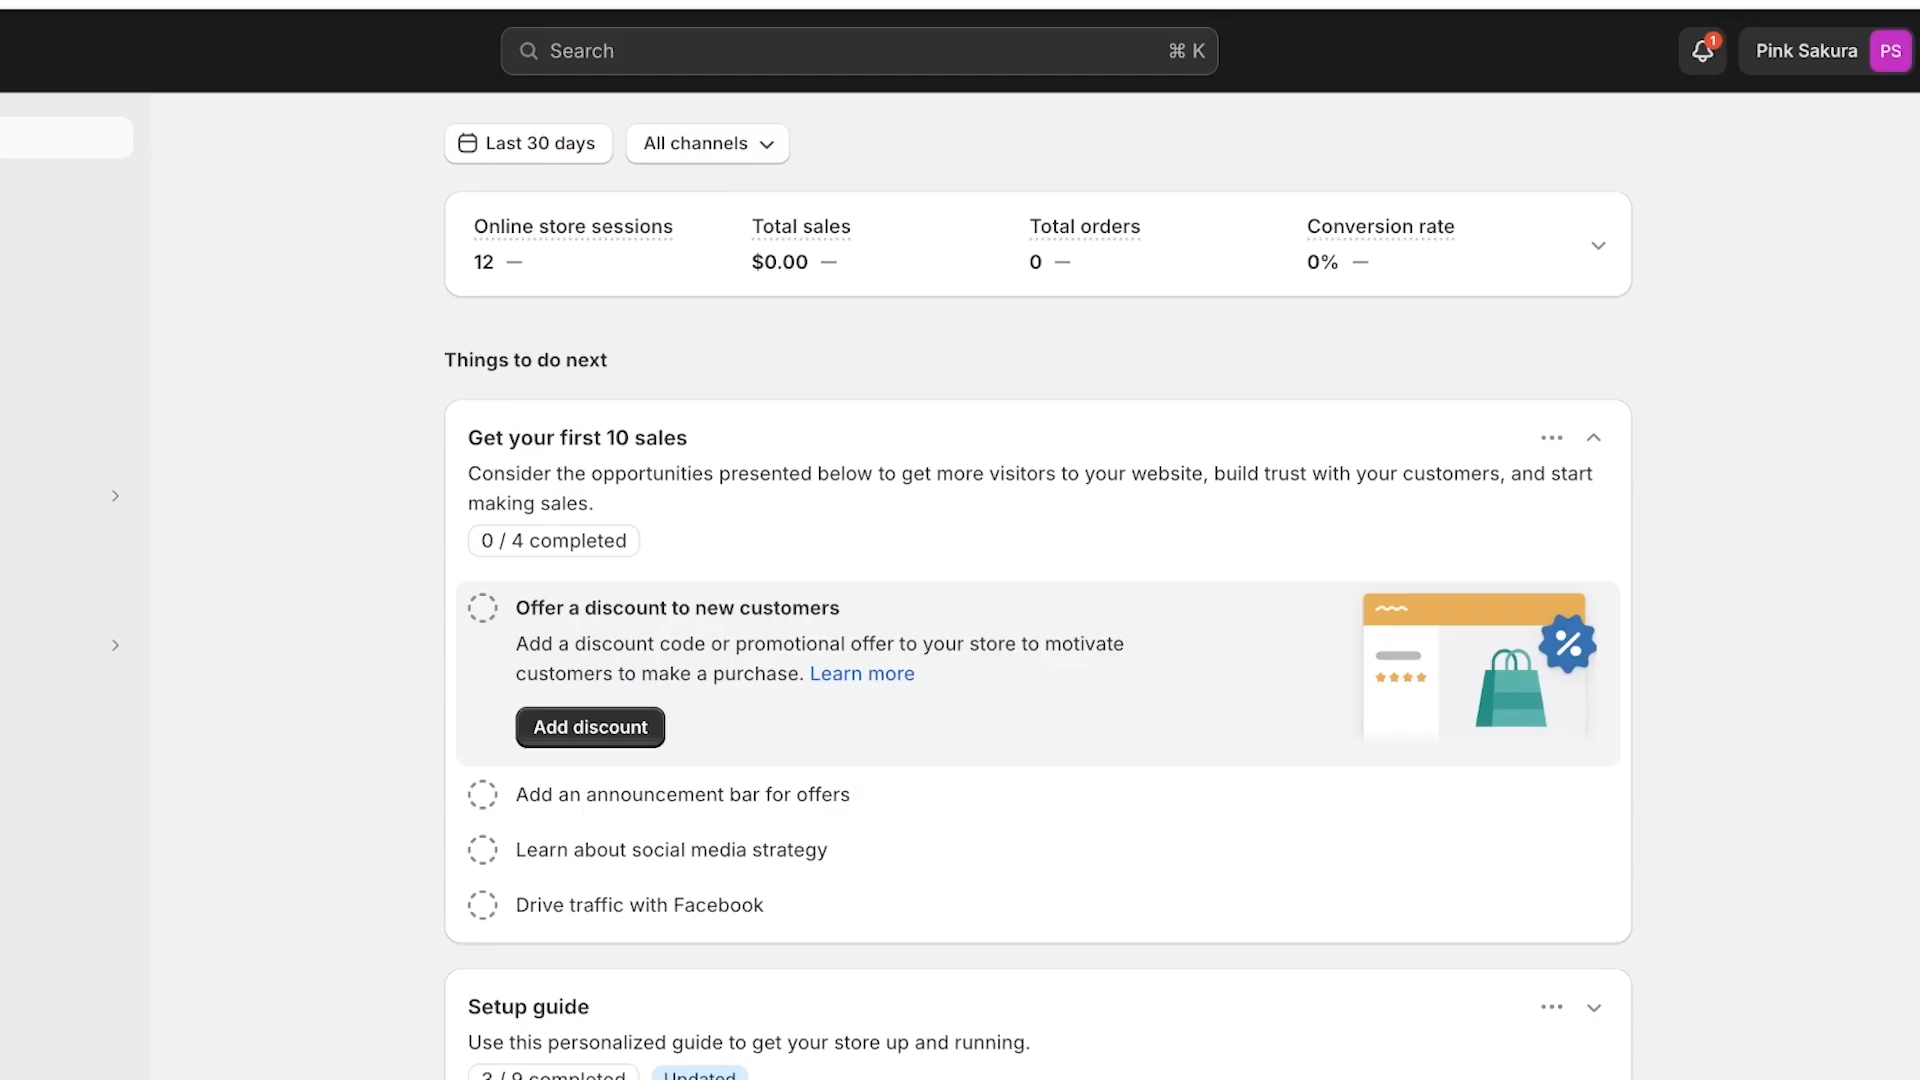 Search ⌘ K
1
Pink Sakura PS
Last 30 days All channels
Online store sessions Total sales Total orders Conversion rate
12 — $0.00 — 0 — 0% —
Things to do next
Get your first 10 sales
Consider the opportunities presented below to get more visitors to your website, build trust with your customers, and start
making sales.
0 / 4 completed
Offer a discount to new customers
Add a discount code or promotional offer to your store to motivate
customers to make a purchase. Learn more
%
Add discount
Add an announcement bar for offers
Learn about social media strategy
Drive traffic with Facebook
Setup guide
Use this personalized guide to get your store up and running.
3 / 9 completed Updated